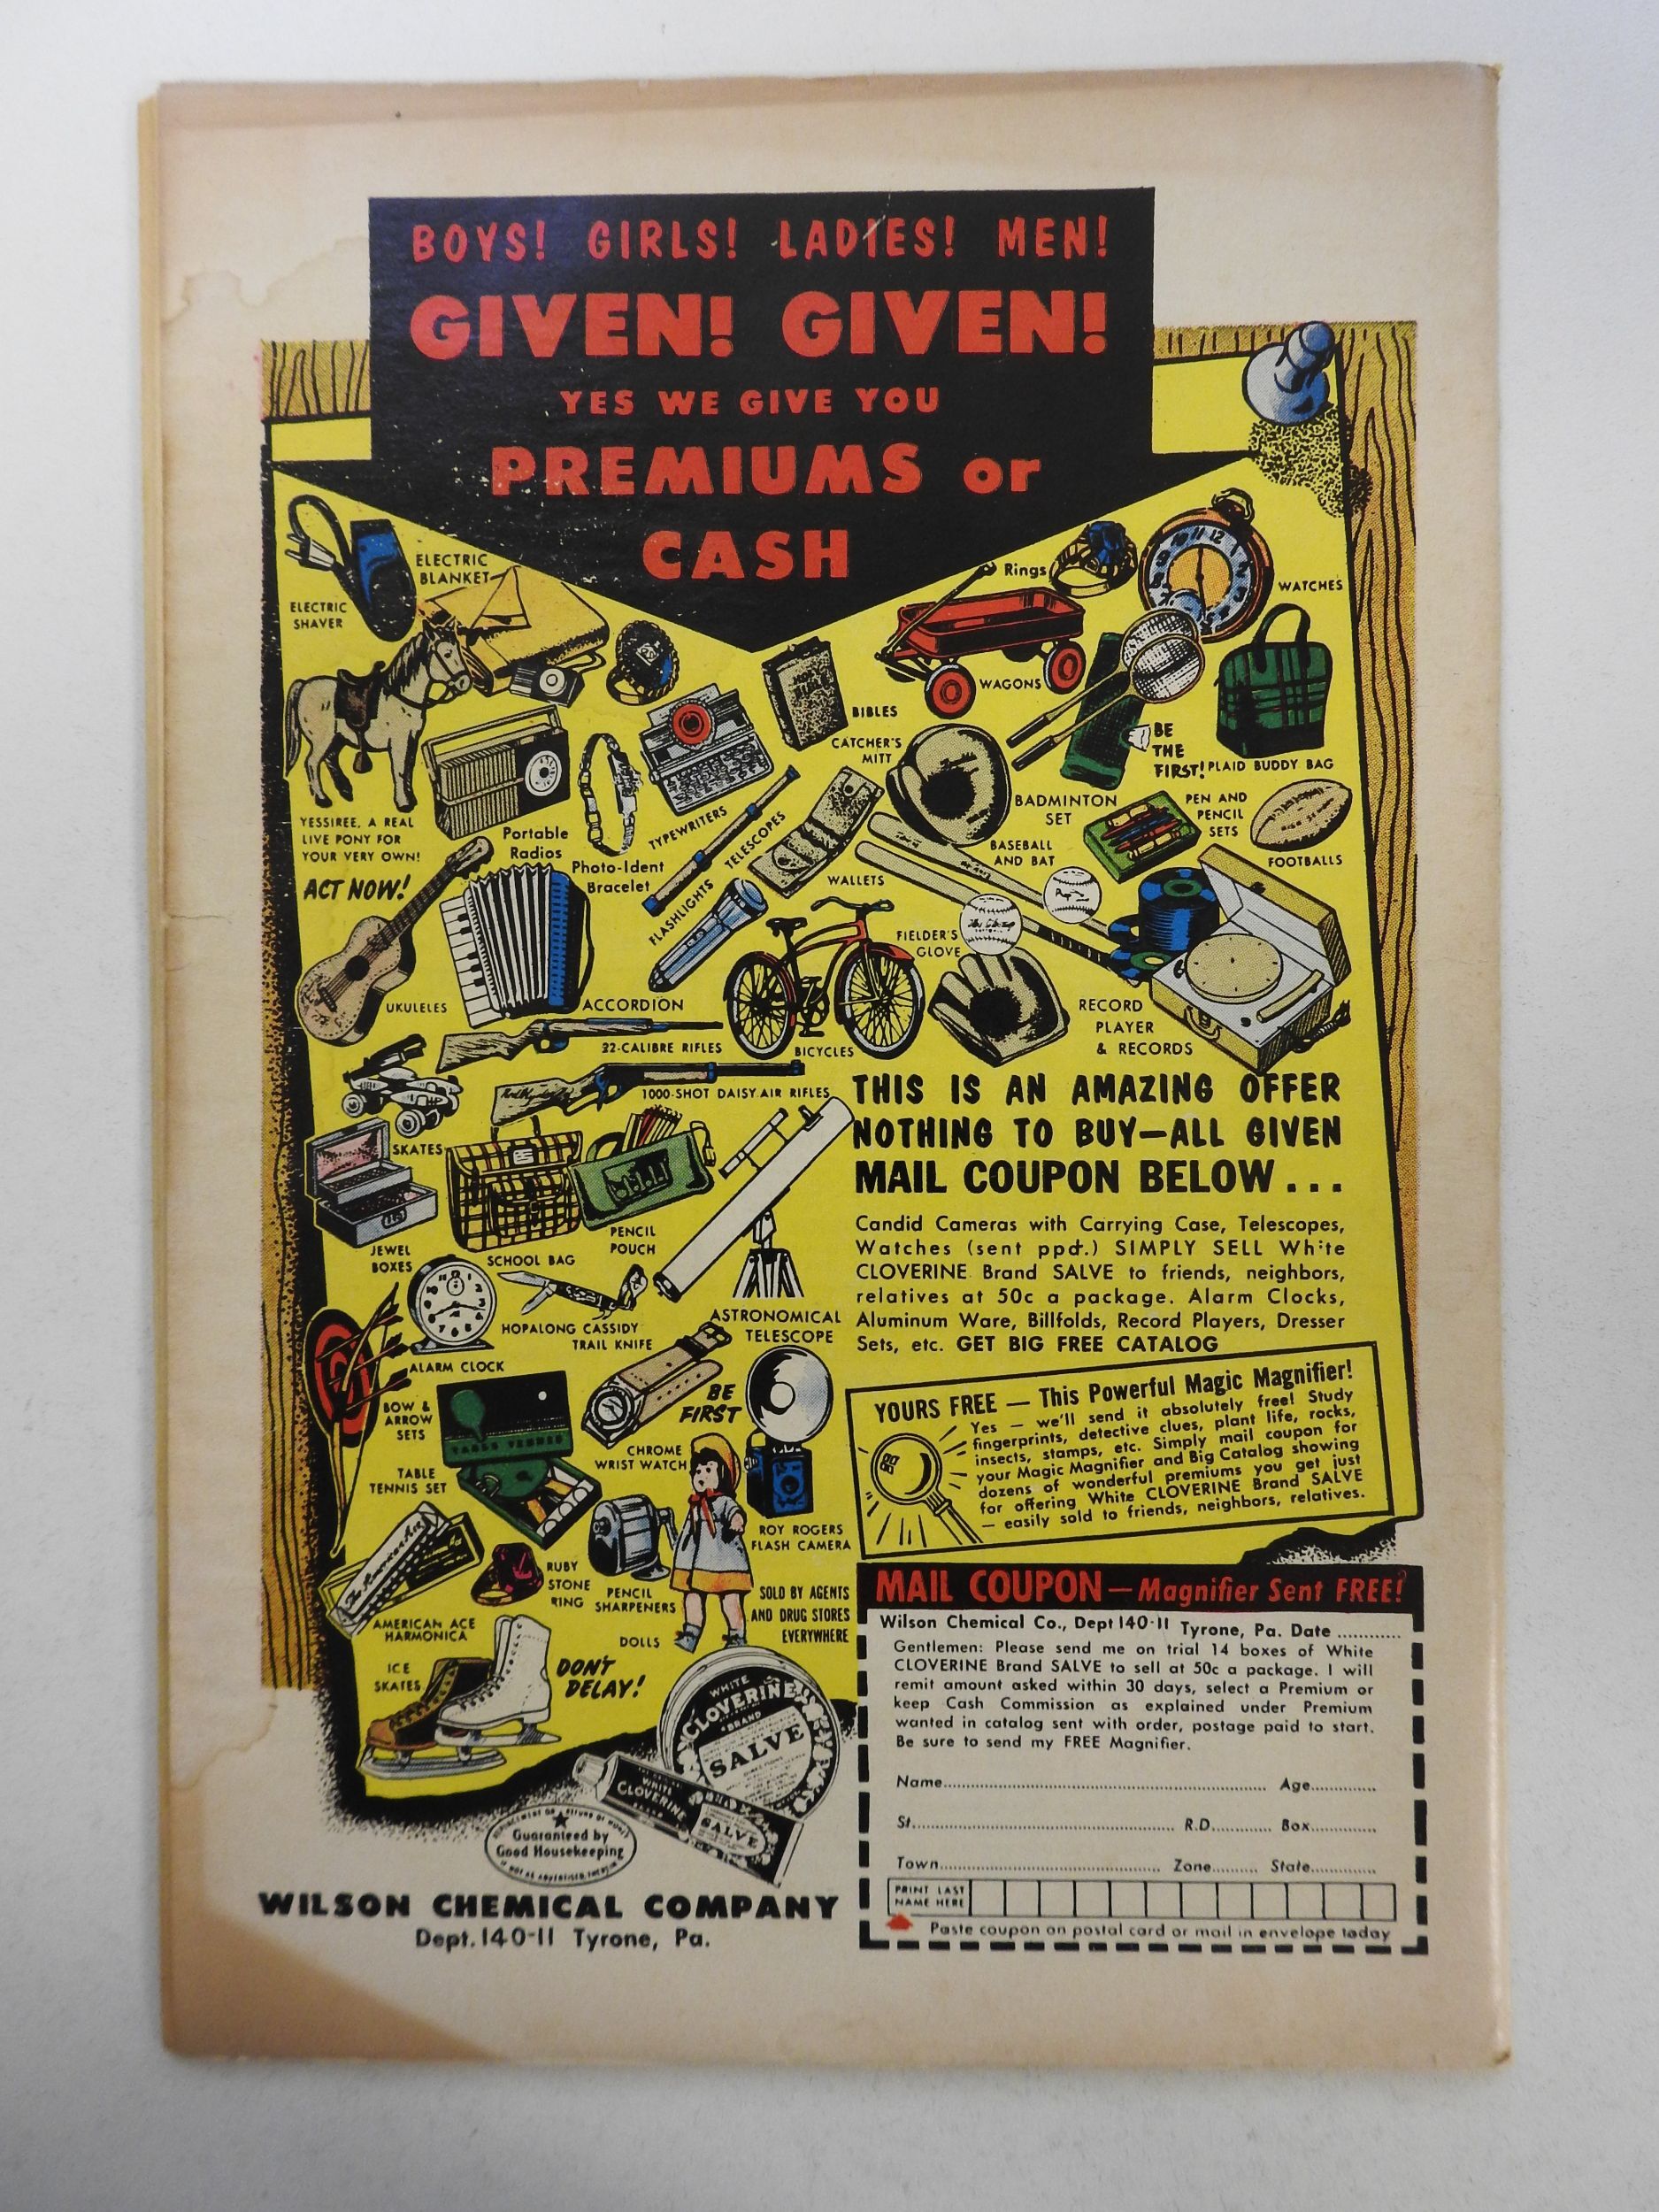 BOYS! GIRLS! LADIES! MEN!
GIVEN! GIVEN!
YES WE GIVE YOU
PREMIUMS or
CASH
ELECTRIC
BLANKET
ELECTRIC
SHAVER
Rings
WATCHES
WAGONS
BIBLES
CATCHER'S
MITT
BE
THE
FIRST!
PLAID BUDDY BAG
YESSIREE, A REAL
LIVE PONY FOR
YOUR VERY OWN!
ACT NOW!
Portable
Radios
Photo-Ident
Bracelet
TYPEWRITERS
TELESCOPES
FLASHLIGHTS
WALLETS
BADMINTON
SET
BASEBALL
AND BAT
PEN AND
PENCIL
SETS
FOOTBALLS
FIELDER'S
GLOVE
UKULELES
ACCORDION
22-CALIBRE RIFLES
BICYCLES
RECORD
PLAYER
& RECORDS
1000-SHOT DAISY AIR RIFLES
SKATES
JEWEL
BOXES
SCHOOL BAG
PENCIL
POUCH
HOPALONG CASSIDY
TRAIL KNIFE
ASTRONOMICAL
TELESCOPE
ALARM CLOCK
BOW &
ARROW
SETS
TABLE TENNIS
TABLE
TENNIS SET
CHROME
WRIST WATCH
BE
FIRST
ROY ROGERS
FLASH CAMERA
AMERICAN ACE
HARMONICA
RUBY
STONE
RING
PENCIL
SHARPENERS
DOLLS
SOLD BY AGENTS
AND DRUG STORES
EVERYWHERE
ICE
SKATES
DON'T
DELAY!
WHITE
CLOVERINE
BRAND
SALVE
WHITE
CLOVERINE
SALVE
Guaranteed by
Good Housekeeping
WILSON CHEMICAL COMPANY
Dept. 140-11 Tyrone, Pa.
THIS IS AN AMAZING OFFER
NOTHING TO BUY—ALL GIVEN
MAIL COUPON BELOW...
Candid Cameras with Carrying Case, Telescopes,
Watches (sent ppd.) SIMPLY SELL White
CLOVERINE Brand SALVE to friends, neighbors,
relatives at 50c a package. Alarm Clocks,
Aluminum Ware, Billfolds, Record Players, Dresser
Sets, etc. GET BIG FREE CATALOG
YOURS FREE — This Powerful Magic Magnifier!
Yes — we'll send it absolutely free! Study
fingerprints, detective clues, plant life, rocks,
insects, stamps, etc. Simply mail coupon for
your Magic Magnifier and Big Catalog showing
dozens of wonderful premiums you get just
for offering White CLOVERINE Brand SALVE
— easily sold to friends, neighbors, relatives.
MAIL COUPON — Magnifier Sent FREE!
Wilson Chemical Co., Dept 140-11 Tyrone, Pa. Date ............
Gentlemen: Please send me on trial 14 boxes of White
CLOVERINE Brand SALVE to sell at 50c a package. I will
remit amount asked within 30 days, select a Premium or
keep Cash Commission as explained under Premium
wanted in catalog sent with order, postage paid to start.
Be sure to send my FREE Magnifier.
Name.................... Age............
St.................... R.D............ Box............
Town.................... Zone......... State............
PRINT LAST
NAME HERE
Paste coupon on postal card or mail in envelope today